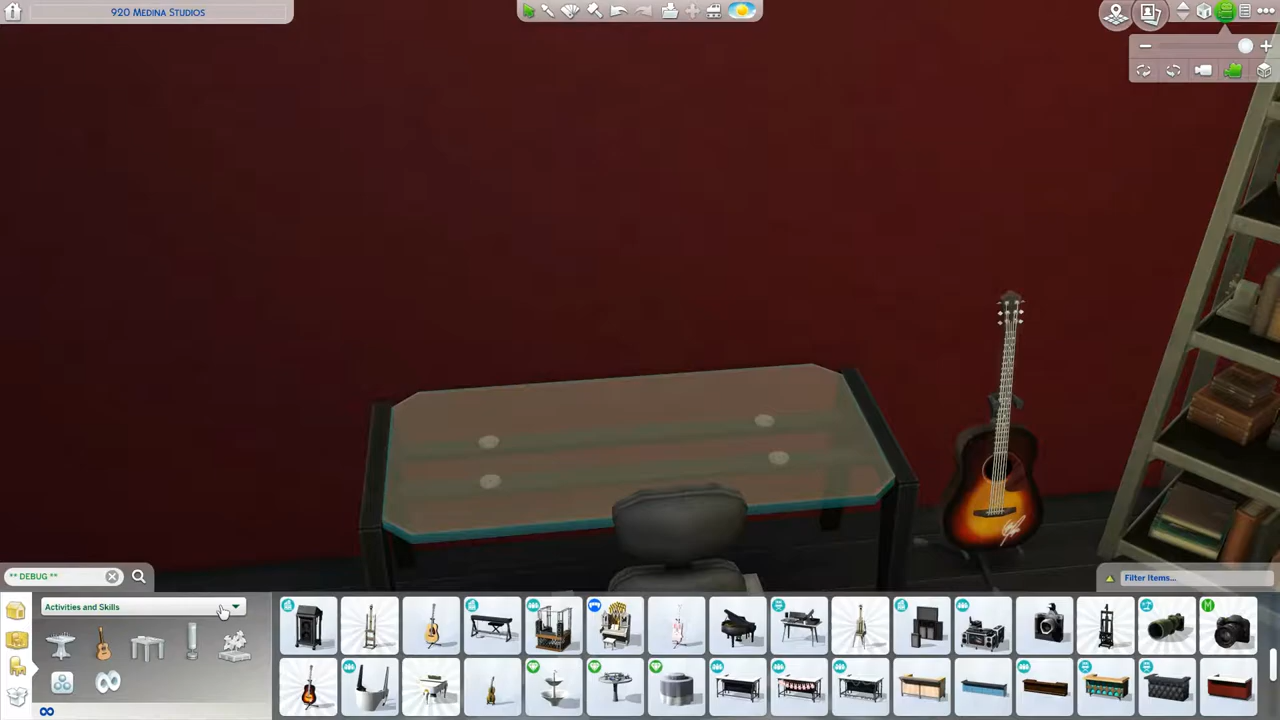 920 Medina Studios
** DEBUG **
Filter Items...
Activities and Skills